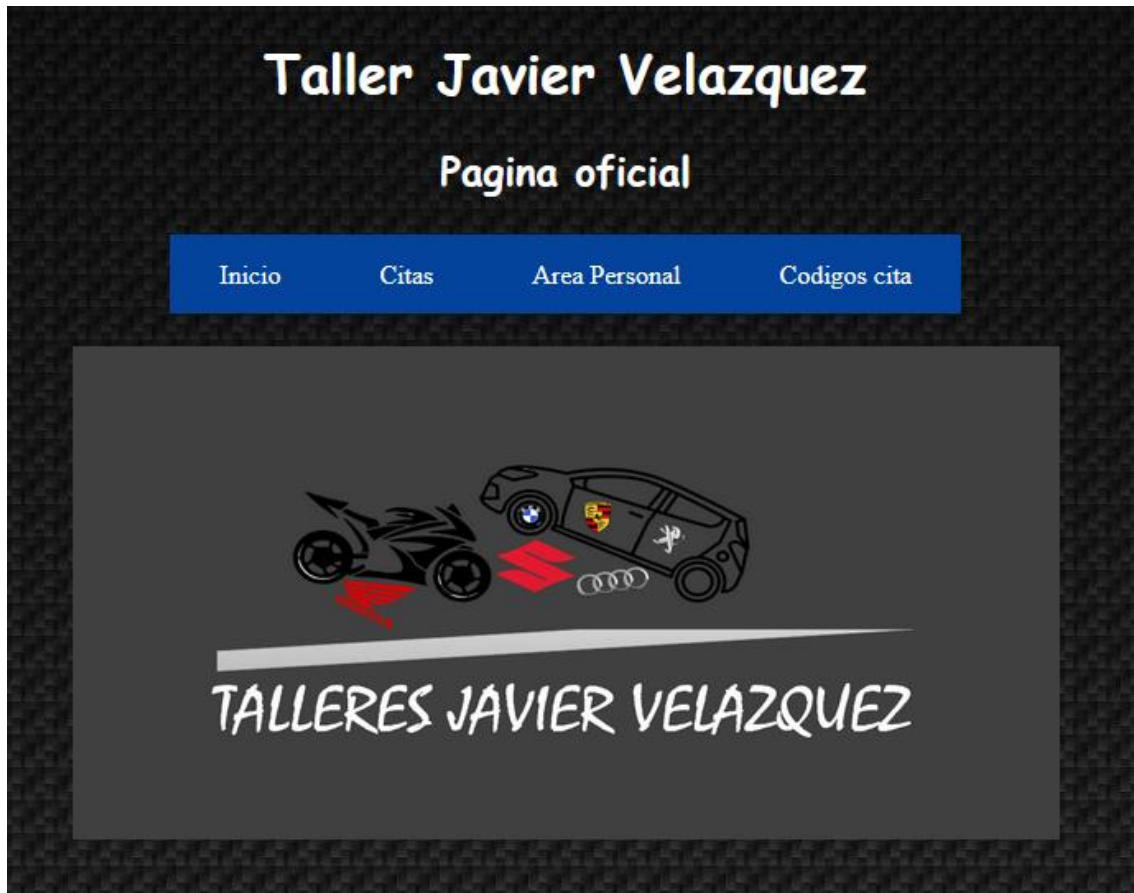 Taller Javier Velazquez
Pagina oficial
Inicio Citas Area Personal Codigos cita
TALLERES JAVIER VELAZQUEZ